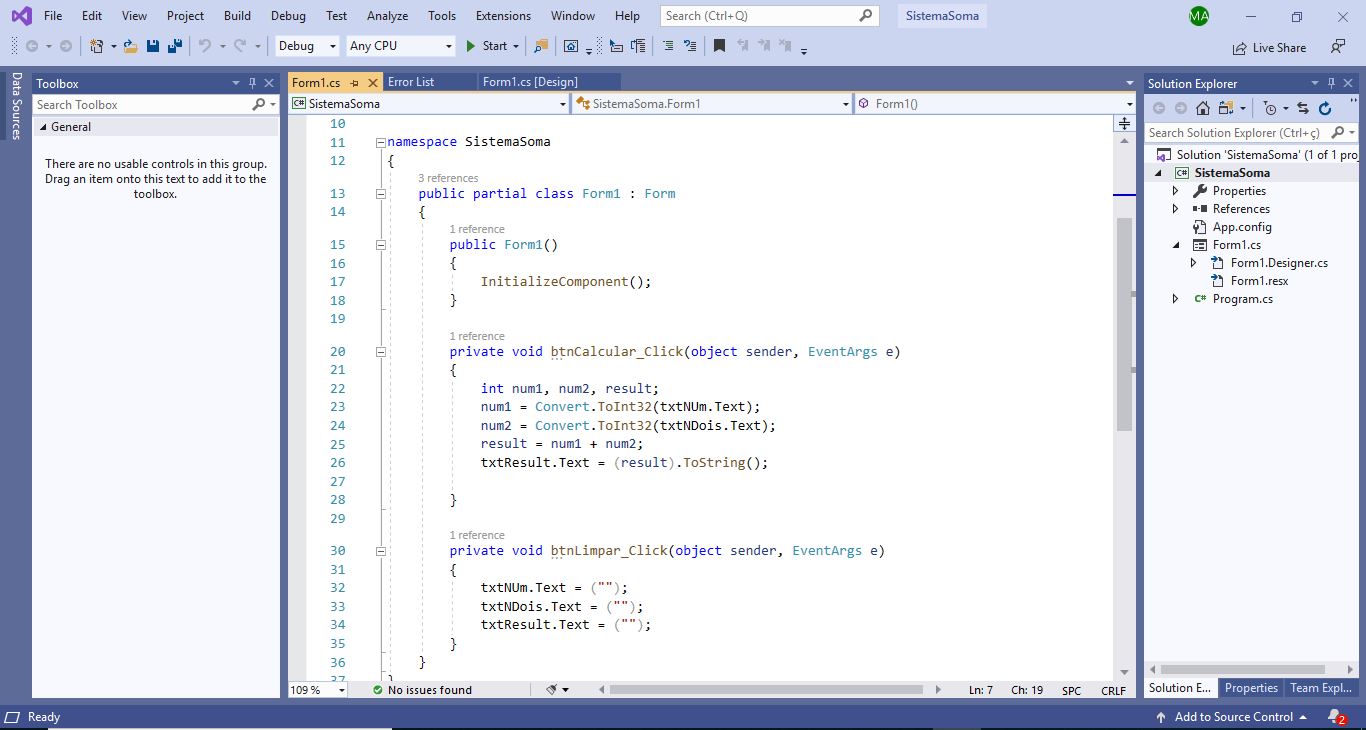 File Edit View Project Build Debug Test Analyze Tools Extensions Window Help Search (Ctrl+Q) SistemaSoma MA
Debug Any CPU Start Live Share
Data Sources
Toolbox
Search Toolbox
General
There are no usable controls in this group.
Drag an item onto this text to add it to the
toolbox.
Form1.cs Error List Form1.cs [Design]
C# SistemaSoma SistemaSoma.Form1 Form1()
10
11 namespace SistemaSoma
12 {
3 references
13 public partial class Form1 : Form
14 {
1 reference
15 public Form1()
16 {
17 InitializeComponent();
18 }
19
1 reference
20 private void btnCalcular_Click(object sender, EventArgs e)
21 {
22 int num1, num2, result;
23 num1 = Convert.ToInt32(txtNUm.Text);
24 num2 = Convert.ToInt32(txtNDois.Text);
25 result = num1 + num2;
26 txtResult.Text = (result).ToString();
27
28 }
29
1 reference
30 private void btnLimpar_Click(object sender, EventArgs e)
31 {
32 txtNUm.Text = ("");
33 txtNDois.Text = ("");
34 txtResult.Text = ("");
35 }
36 }
37 }
109 % No issues found Ln: 7 Ch: 19 SPC CRLF
Solution Explorer
Search Solution Explorer (Ctrl+ç)
Solution 'SistemaSoma' (1 of 1 proj
C# SistemaSoma
Properties
References
App.config
Form1.cs
Form1.Designer.cs
Form1.resx
C# Program.cs
Solution E... Properties Team Expl...
Ready Add to Source Control 2